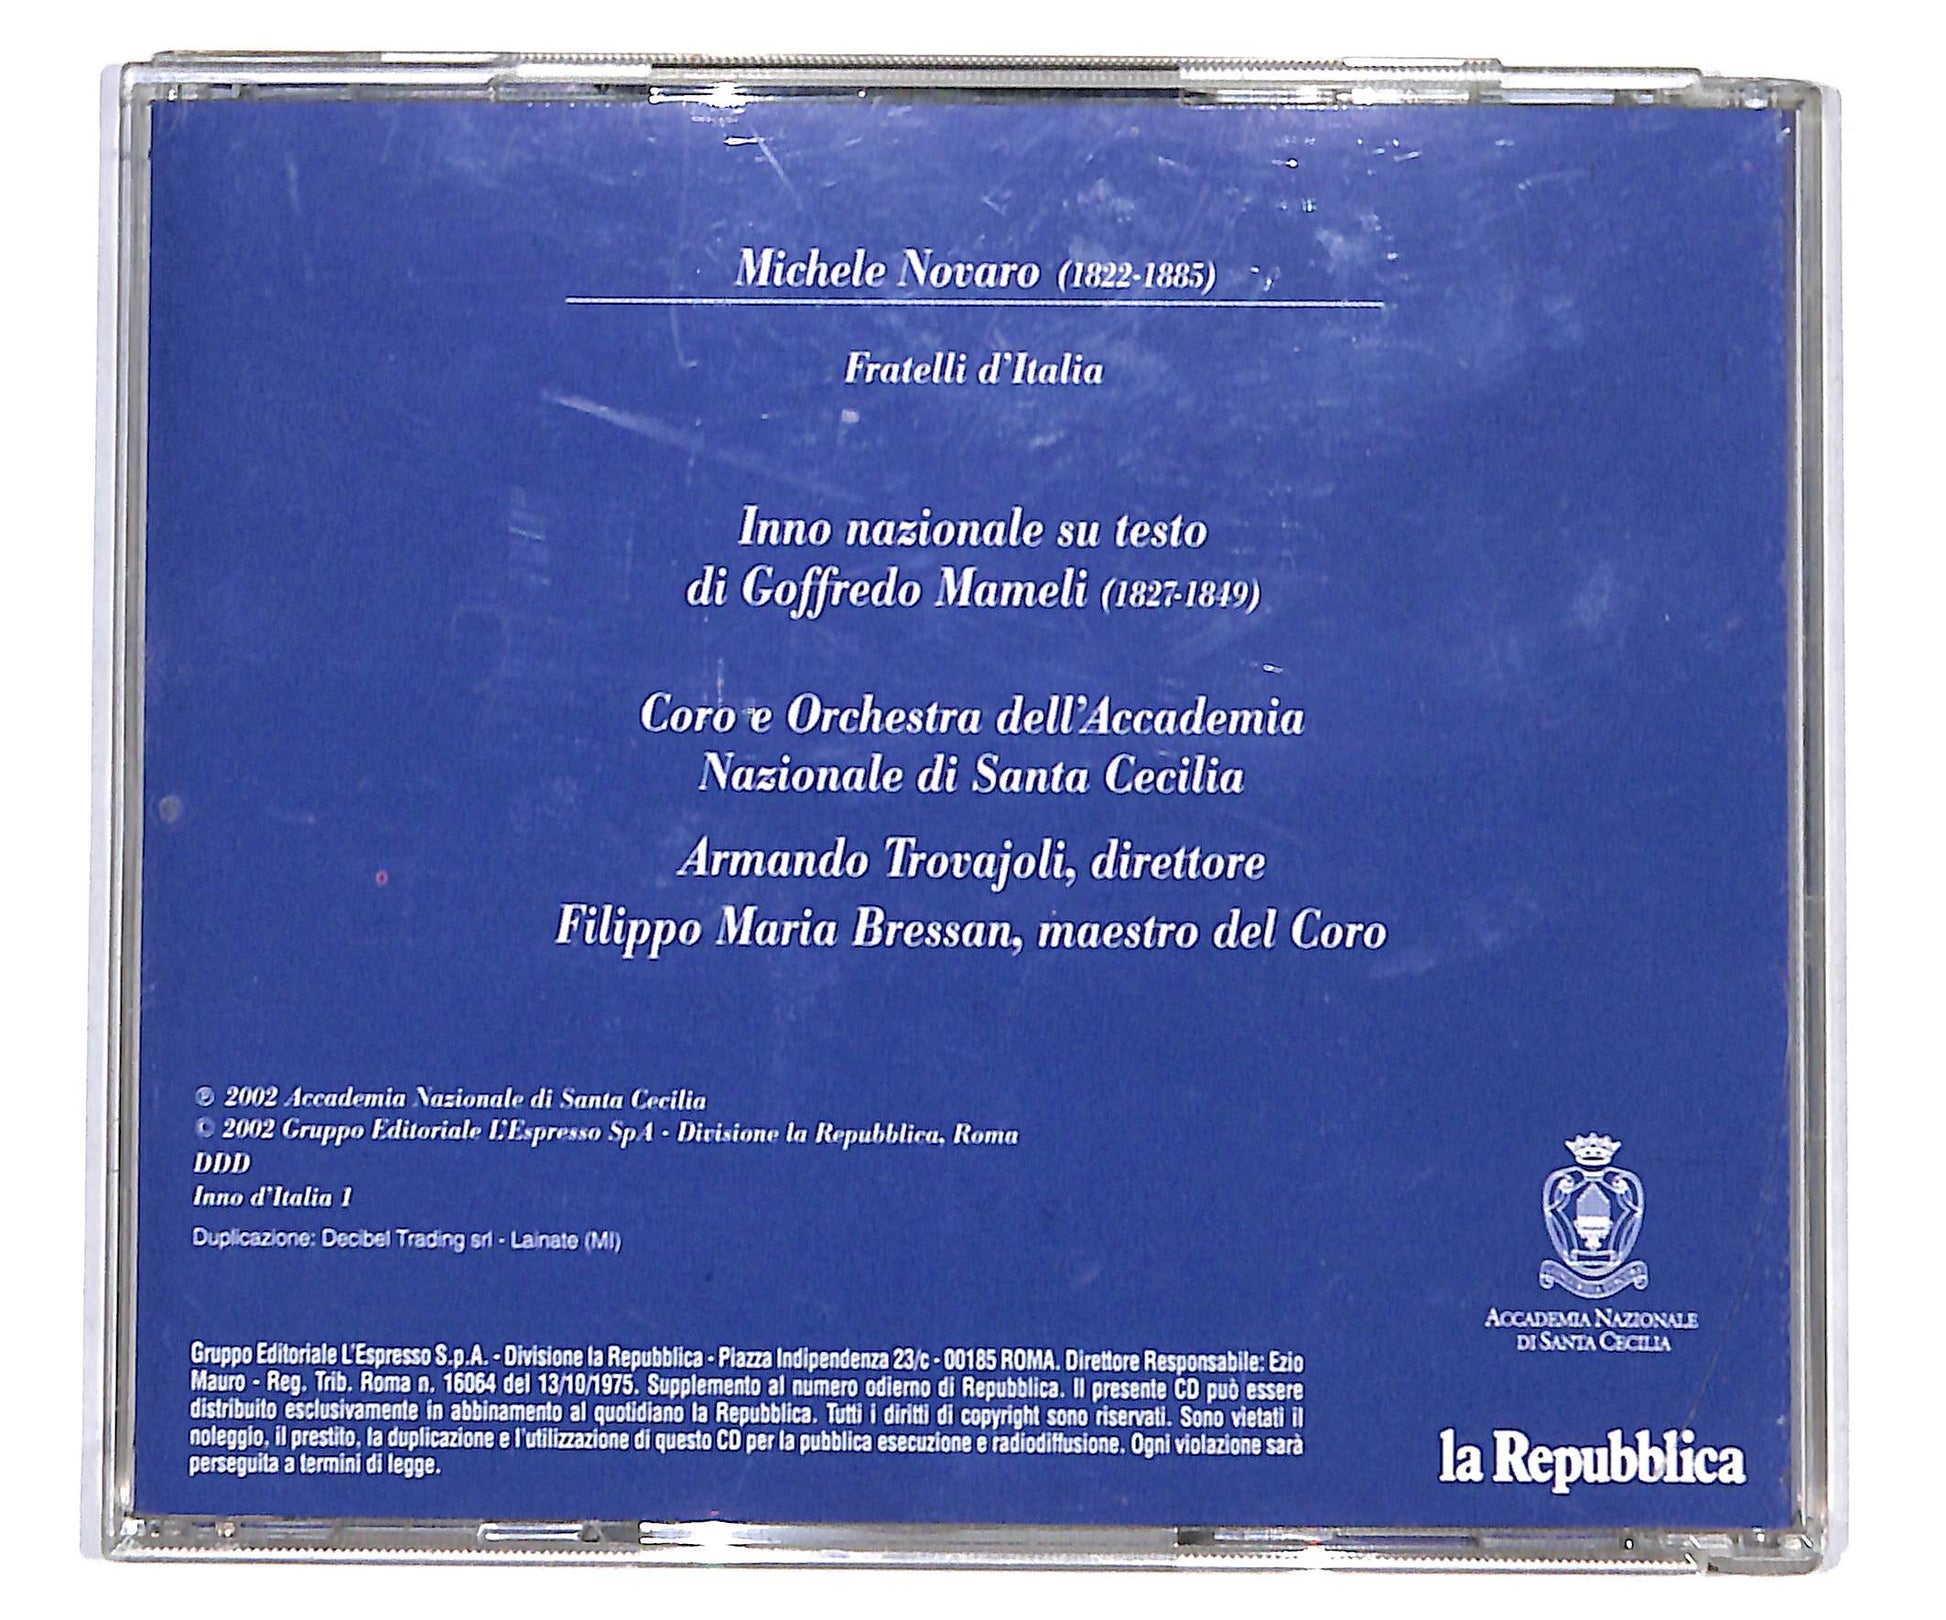 Michele Novaro (1822-1885)
Fratelli d'Italia
Inno nazionale su testo
di Goffredo Mameli (1827-1849)
Coro e Orchestra dell'Accademia
Nazionale di Santa Cecilia
Armando Trovajoli, direttore
Filippo Maria Bressan, maestro del Coro
℗ 2002 Accademia Nazionale di Santa Cecilia
© 2002 Gruppo Editoriale L'Espresso SpA - Divisione la Repubblica, Roma
DDD
Inno d'Italia 1
Duplicazione: Decibel Trading srl - Lainate (MI)
Gruppo Editoriale L'Espresso S.p.A. - Divisione la Repubblica - Piazza Indipendenza 23/c - 00185 ROMA. Direttore Responsabile: Ezio
Mauro - Reg. Trib. Roma n. 16064 del 13/10/1975. Supplemento al numero odierno di Repubblica. Il presente CD può essere
distribuito esclusivamente in abbinamento al quotidiano la Repubblica. Tutti i diritti di copyright sono riservati. Sono vietati il
noleggio, il prestito, la duplicazione e l'utilizzazione di questo CD per la pubblica esecuzione e radiodiffusione. Ogni violazione sarà
perseguita a termini di legge.
ACCADEMIA NAZIONALE
DI SANTA CECILIA
la Repubblica